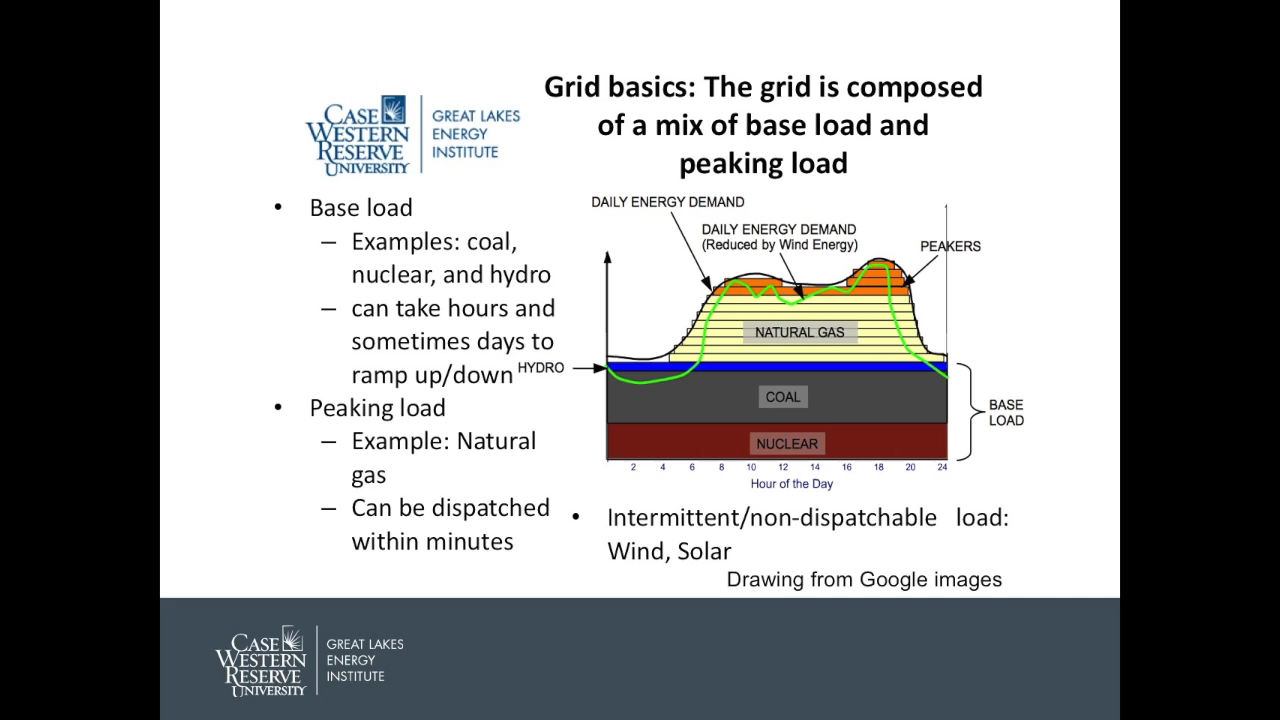 CASE
WESTERN
RESERVE
UNIVERSITY
GREAT LAKES
ENERGY
INSTITUTE
Grid basics: The grid is composed
of a mix of base load and
peaking load
• Base load
– Examples: coal,
nuclear, and hydro
– can take hours and
sometimes days to
ramp up/down
• Peaking load
– Example: Natural
gas
– Can be dispatched
within minutes
DAILY ENERGY DEMAND
DAILY ENERGY DEMAND
(Reduced by Wind Energy)
PEAKERS
NATURAL GAS
HYDRO
COAL
BASE
LOAD
NUCLEAR
2 4 6 8 10 12 14 16 18 20 24
Hour of the Day
• Intermittent/non-dispatchable load:
Wind, Solar
Drawing from Google images
CASE
WESTERN
RESERVE
UNIVERSITY
GREAT LAKES
ENERGY
INSTITUTE